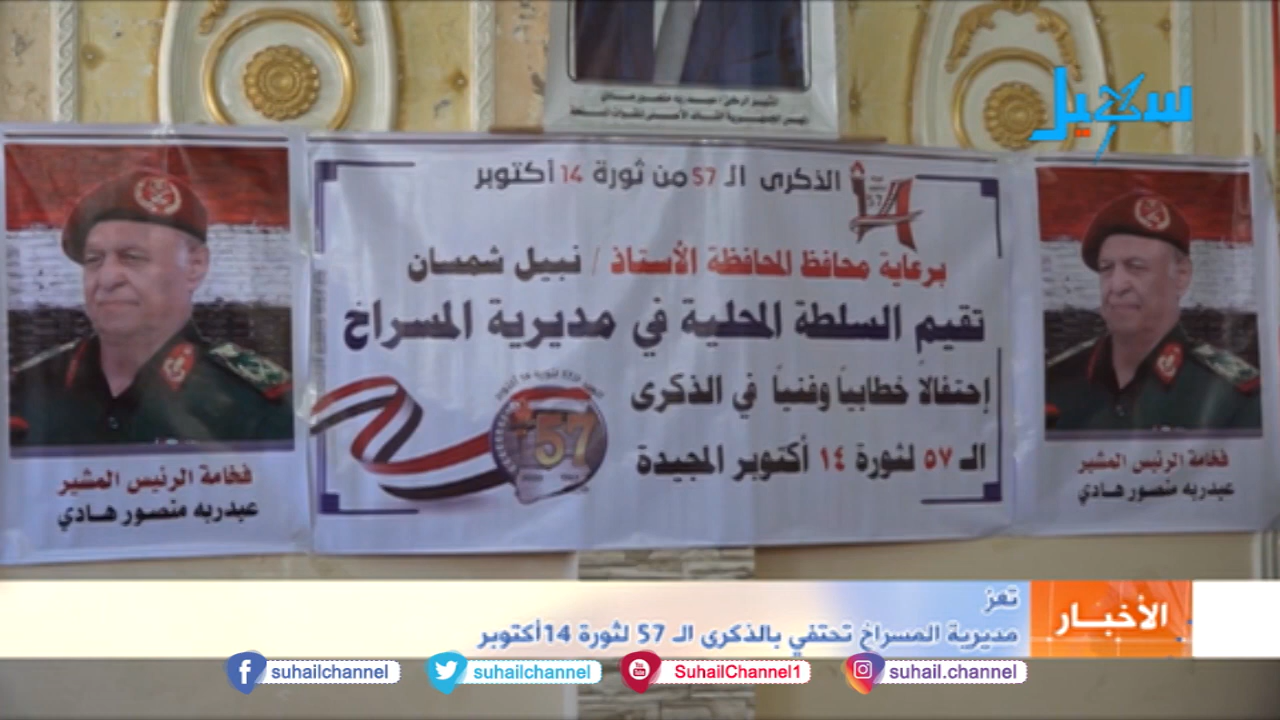 سهيل
الذكرى الـ 57 من ثورة 14 أكتوبر
57
برعاية محافظ المحافظة الأستاذ / نبيل شمسان
تقيم السلطة المحلية في مديرية المسراخ
إحتفالاً خطابياً وفنياً في الذكرى
الـ ٥٧ لثورة ١٤ أكتوبر المجيدة
57
فخامة الرئيس المشير
عبدربه منصور هادي
فخامة الرئيس المشير
عبدربه منصور هادي
الأخبار
تعز
مديرية المسراخ تحتفي بالذكرى الـ 57 لثورة 14 أكتوبر
suhailchannel
suhailchannel
SuhailChannel1
suhail.channel